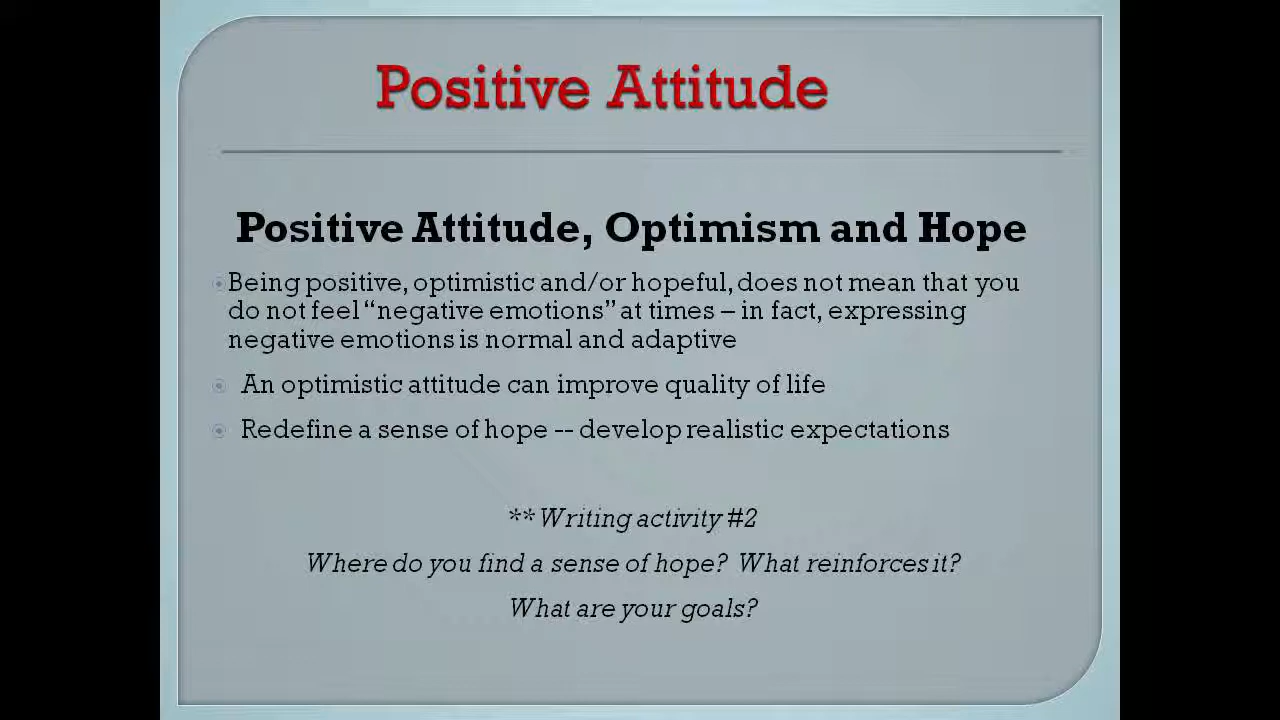 Positive Attitude
Positive Attitude, Optimism and Hope
Being positive, optimistic and/or hopeful, does not mean that you
do not feel “negative emotions” at times – in fact, expressing
negative emotions is normal and adaptive
An optimistic attitude can improve quality of life
Redefine a sense of hope -- develop realistic expectations
** Writing activity #2
Where do you find a sense of hope? What reinforces it?
What are your goals?